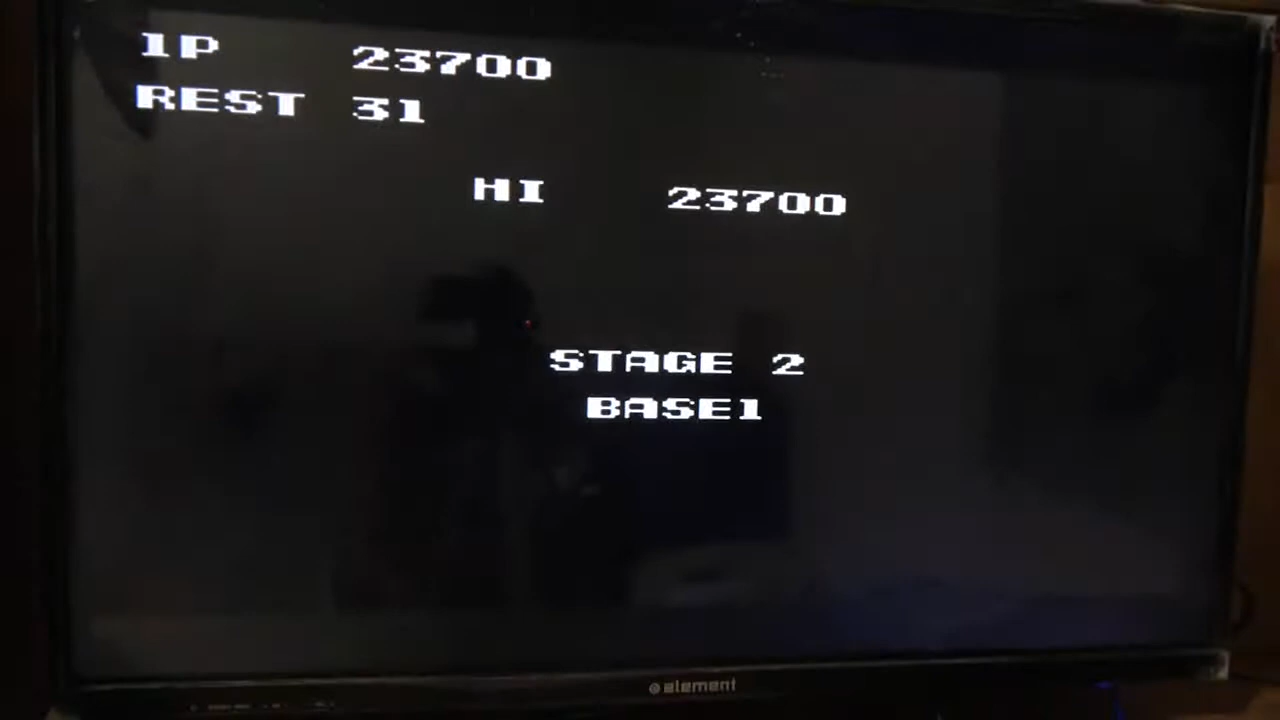 1P 23700
REST 31
HI 23700
STAGE 2
BASE1
element